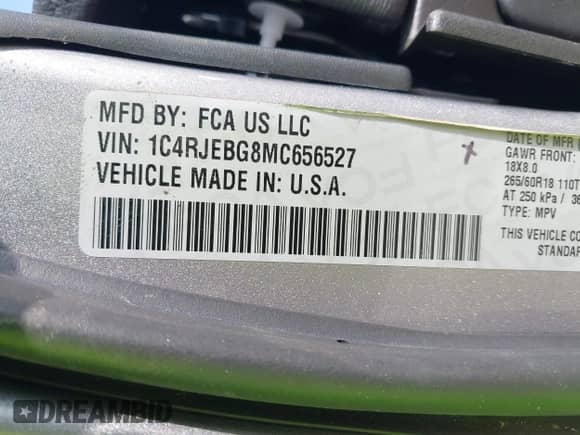 MFD BY: FCA US LLC
VIN: 1C4RJEBG8MC656527
VEHICLE MADE IN: U.S.A.
DATE OF MFR
GAWR FRONT:
18X8.0
265/60R18 110T
AT 250 kPa /
TYPE: MPV
THIS VEHICLE
DREAMBID